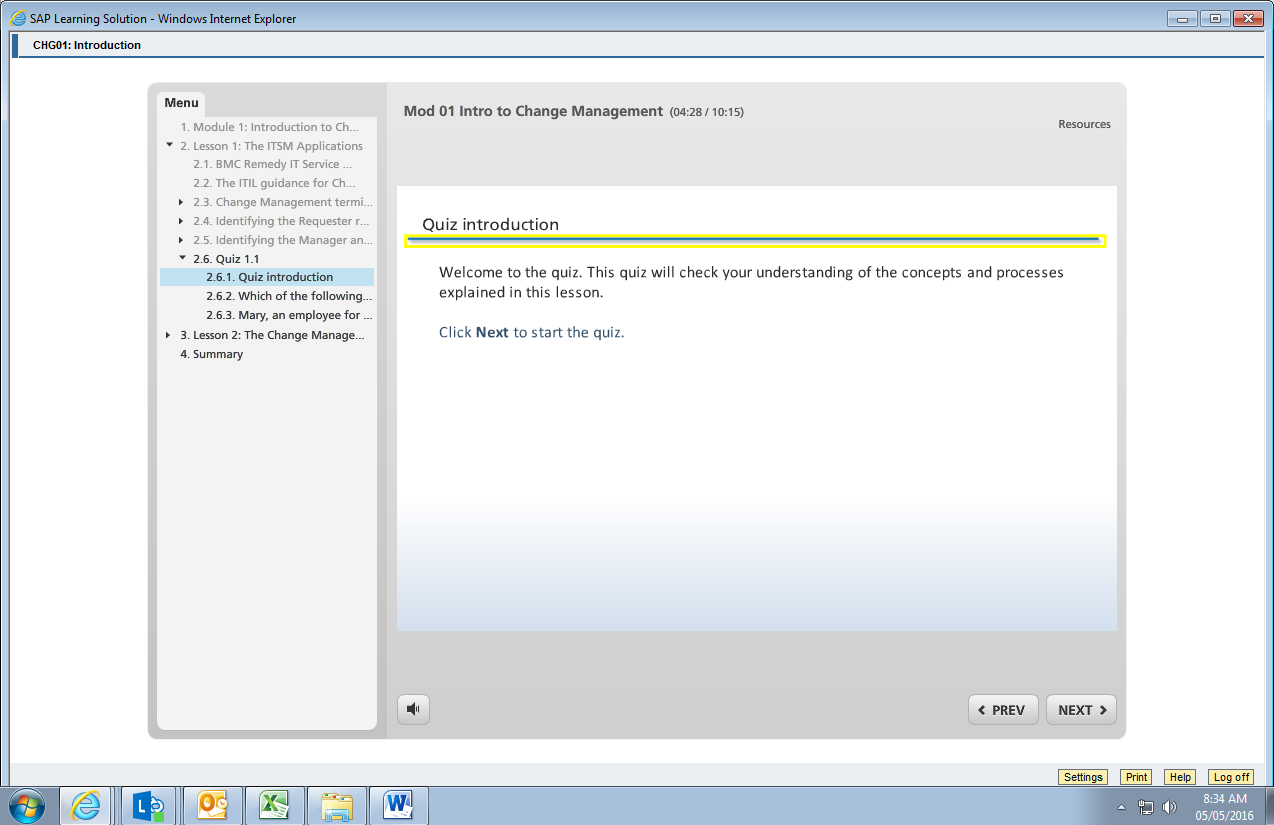 SAP Learning Solution - Windows Internet Explorer
CHG01: Introduction
Menu
1. Module 1: Introduction to Ch...
2. Lesson 1: The ITSM Applications
2.1. BMC Remedy IT Service ...
2.2. The ITIL guidance for Ch...
2.3. Change Management termi...
2.4. Identifying the Requester r...
2.5. Identifying the Manager an...
2.6. Quiz 1.1
2.6.1. Quiz introduction
2.6.2. Which of the following...
2.6.3. Mary, an employee for ...
3. Lesson 2: The Change Manage...
4. Summary
Mod 01 Intro to Change Management (04:28 / 10:15)
Resources
Quiz introduction
Welcome to the quiz. This quiz will check your understanding of the concepts and processes
explained in this lesson.
Click Next to start the quiz.
PREV
NEXT
Settings
Print
Help
Log off
8:34 AM
05/05/2016